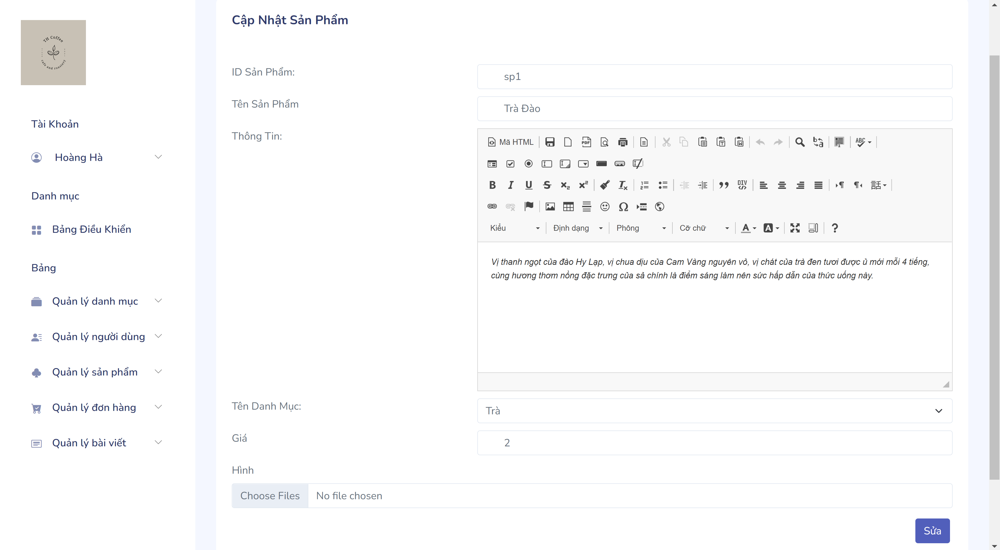 TH Coffee
cafe and roastery
Tài Khoản
Hoàng Hà
Danh mục
Bảng Điều Khiển
Bảng
Quản lý danh mục
Quản lý người dùng
Quản lý sản phẩm
Quản lý đơn hàng
Quản lý bài viết
Cập Nhật Sản Phẩm
ID Sản Phẩm:
sp1
Tên Sản Phẩm
Trà Đào
Thông Tin:
Mã HTML
Kiểu
Định dạng
Phông
Cỡ chữ
Vị thanh ngọt của đào Hy Lạp, vị chua dịu của Cam Vàng nguyên vỏ, vị chát của trà đen tươi được ủ mới mỗi 4 tiếng,
cùng hương thơm nồng đặc trưng của sả chính là điểm sáng làm nên sức hấp dẫn của thức uống này.
Tên Danh Mục:
Trà
Giá
2
Hình
Choose Files
No file chosen
Sửa